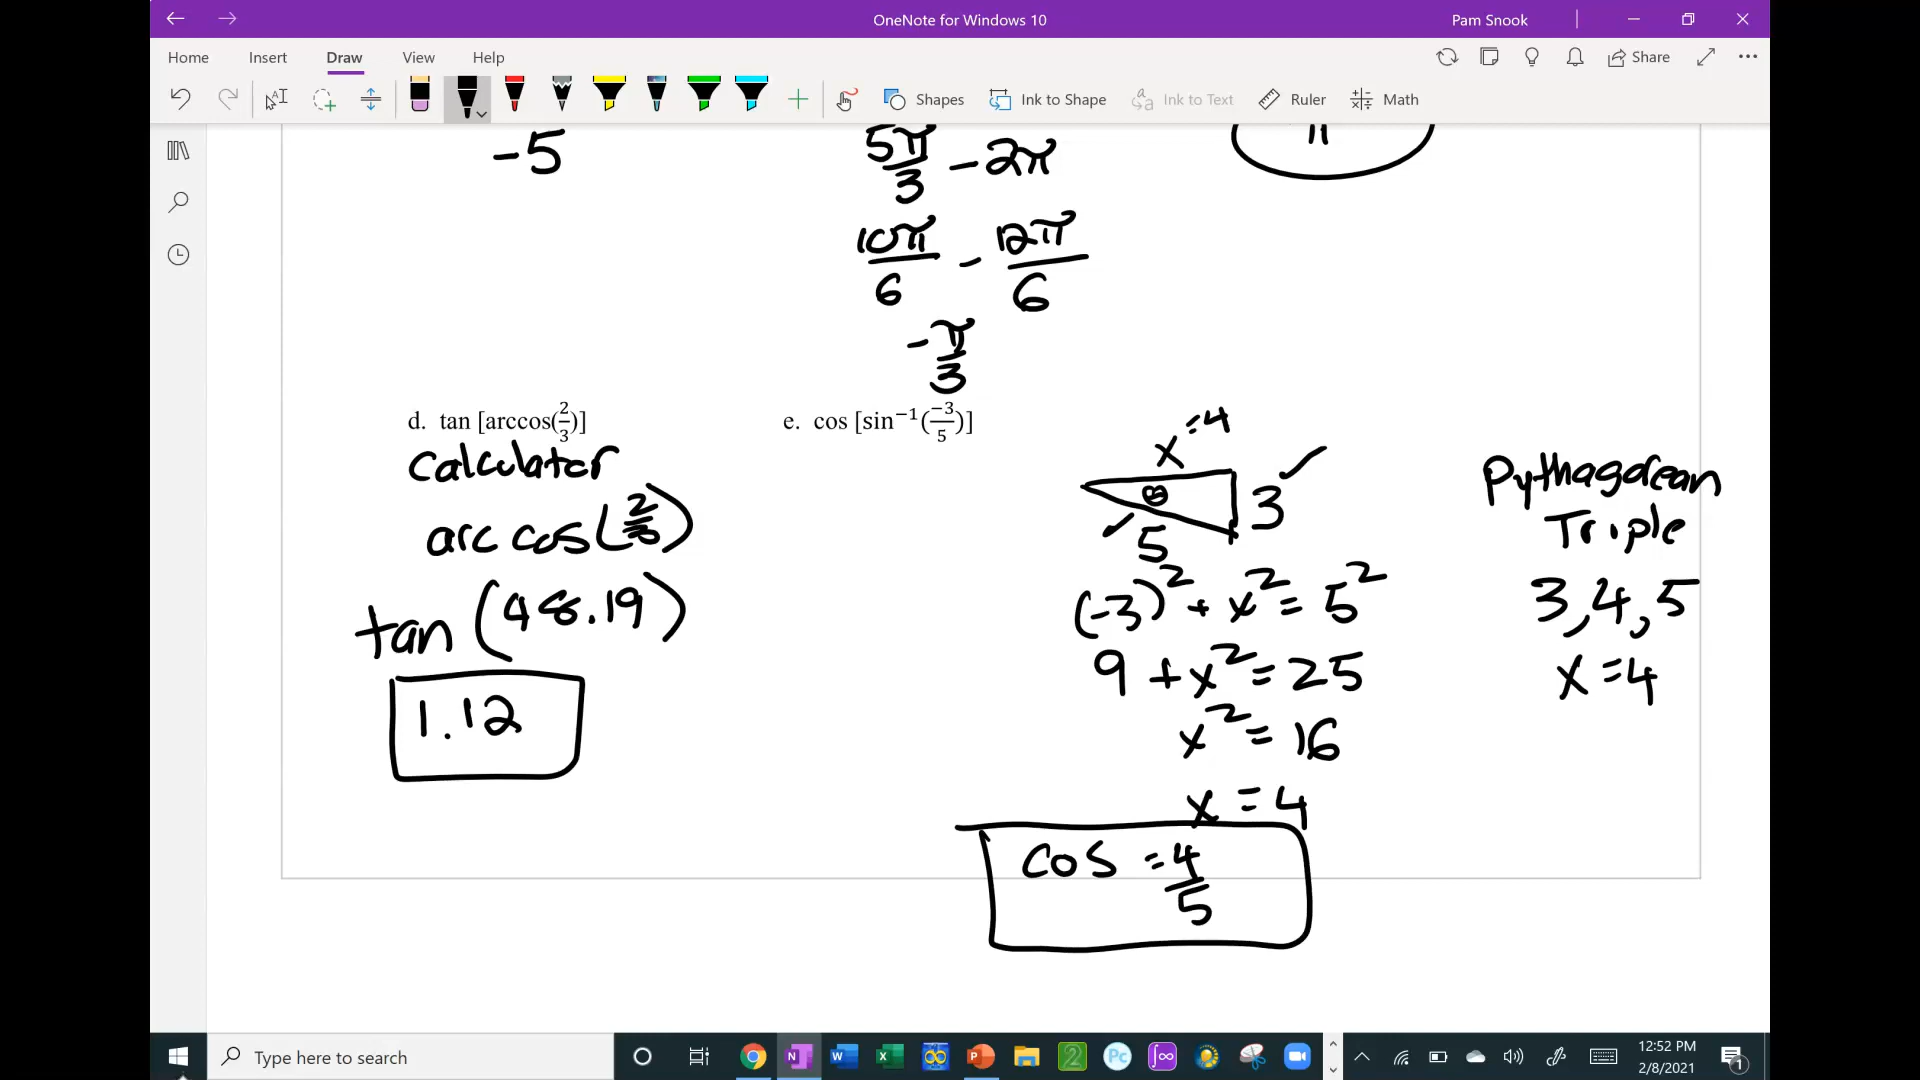 OneNote for Windows 10
Pam Snook
Home Insert Draw View Help
Share
Shapes Ink to Shape Ink to Text Ruler Math
-5
5π/3 - 2π
π
10π/6 - 12π/6
-π/3
d. tan [arccos(2/3)]
calculator
arc cos(2/3)
tan (48.19)
1.12
e. cos [sin⁻¹(-3/5)]
x =4
θ 3
5
(-3)² + x² = 5²
9 + x² = 25
x² = 16
x = 4
cos = 4/5
Pythagorean
Triple
3,4,5
x =4
Type here to search
12:52 PM
2/8/2021
1